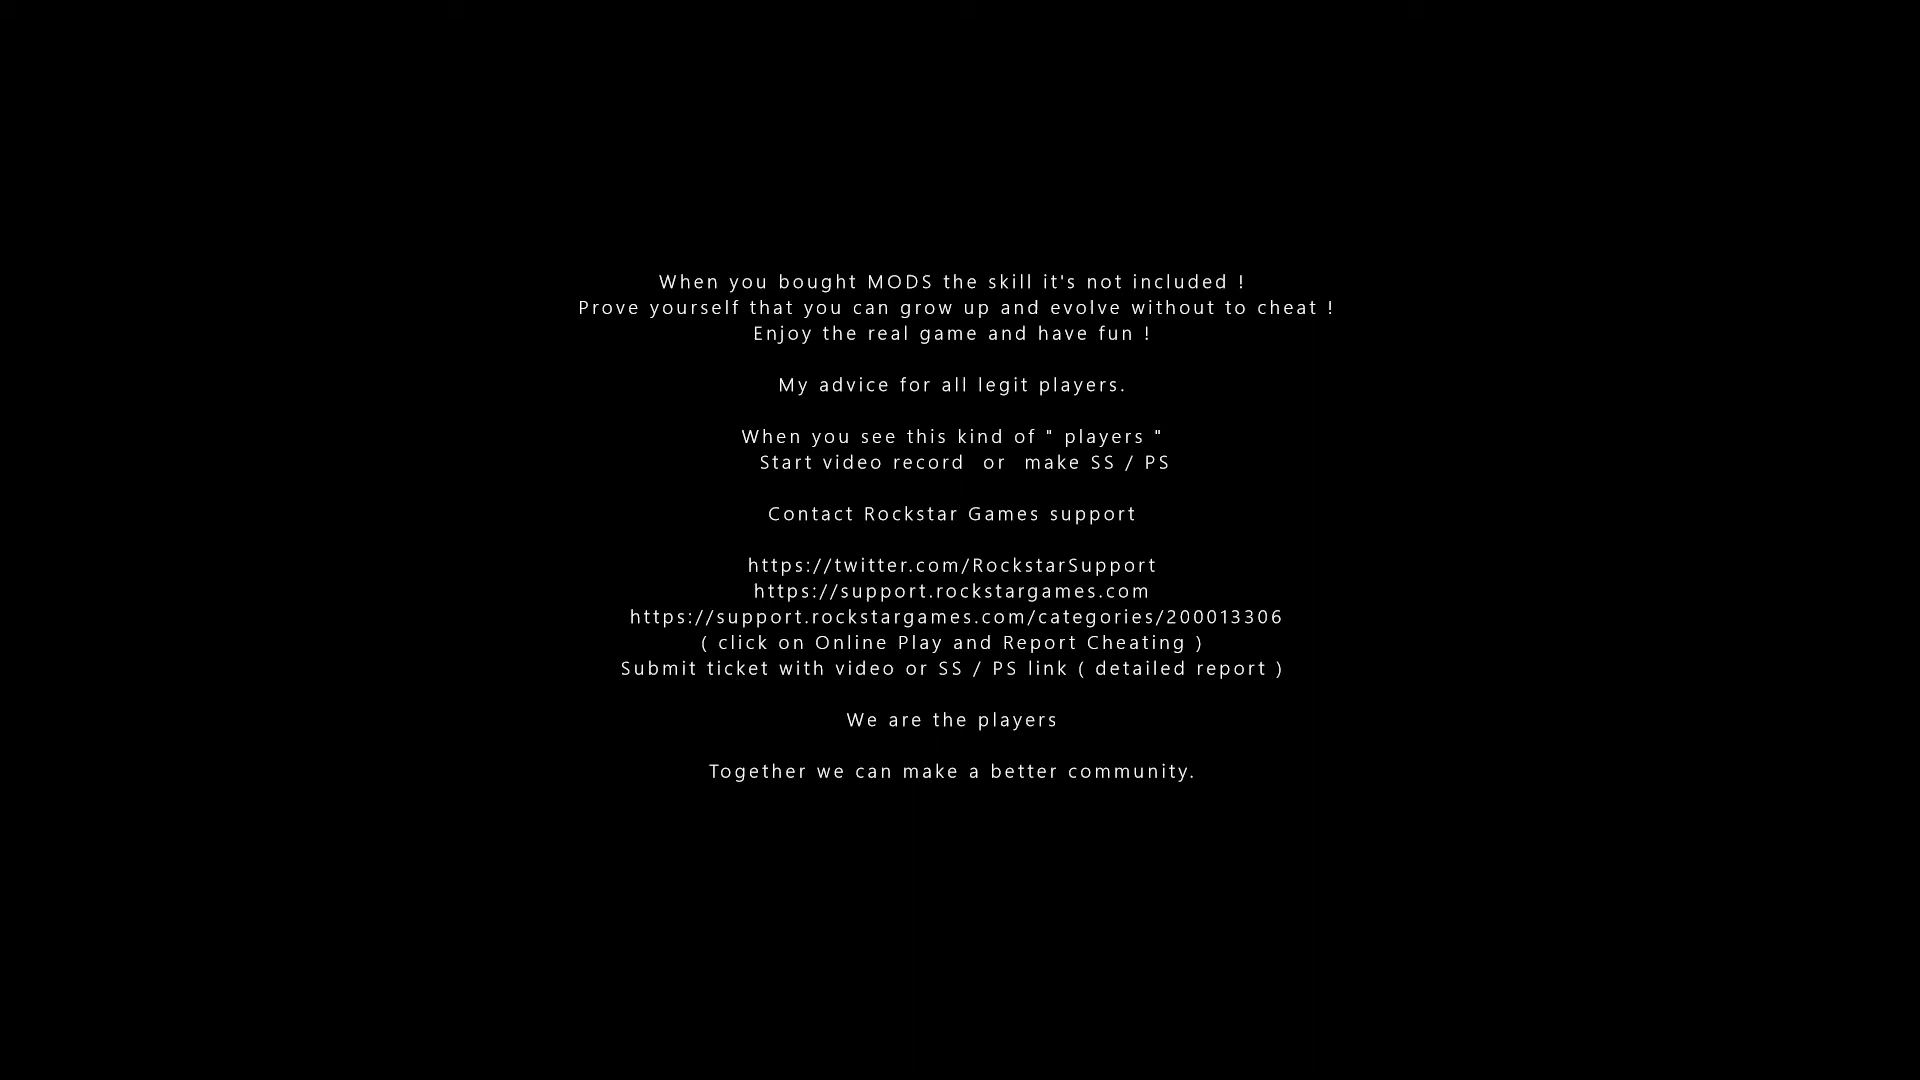 When you bought MODS the skill it's not included !
Prove yourself that you can grow up and evolve without to cheat !
Enjoy the real game and have fun !
My advice for all legit players.
When you see this kind of " players "
Start video record or make SS / PS
Contact Rockstar Games support
https://twitter.com/RockstarSupport
https://support.rockstargames.com
https://support.rockstargames.com/categories/200013306
( click on Online Play and Report Cheating )
Submit ticket with video or SS / PS link ( detailed report )
We are the players
Together we can make a better community.